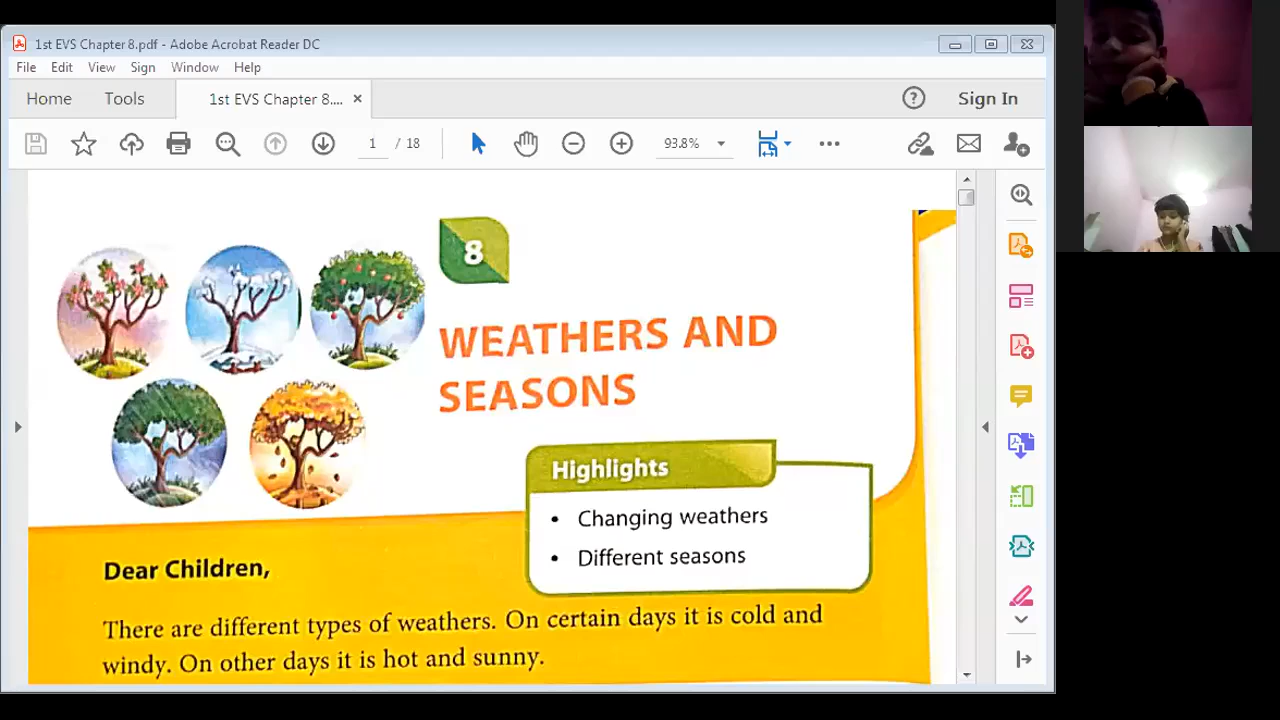 1st EVS Chapter 8.pdf - Adobe Acrobat Reader DC
File Edit View Sign Window Help
Home Tools 1st EVS Chapter 8.... × Sign In
1 / 18 93.8%
8
WEATHERS AND
SEASONS
Highlights
• Changing weathers
• Different seasons
Dear Children,
There are different types of weathers. On certain days it is cold and
windy. On other days it is hot and sunny.